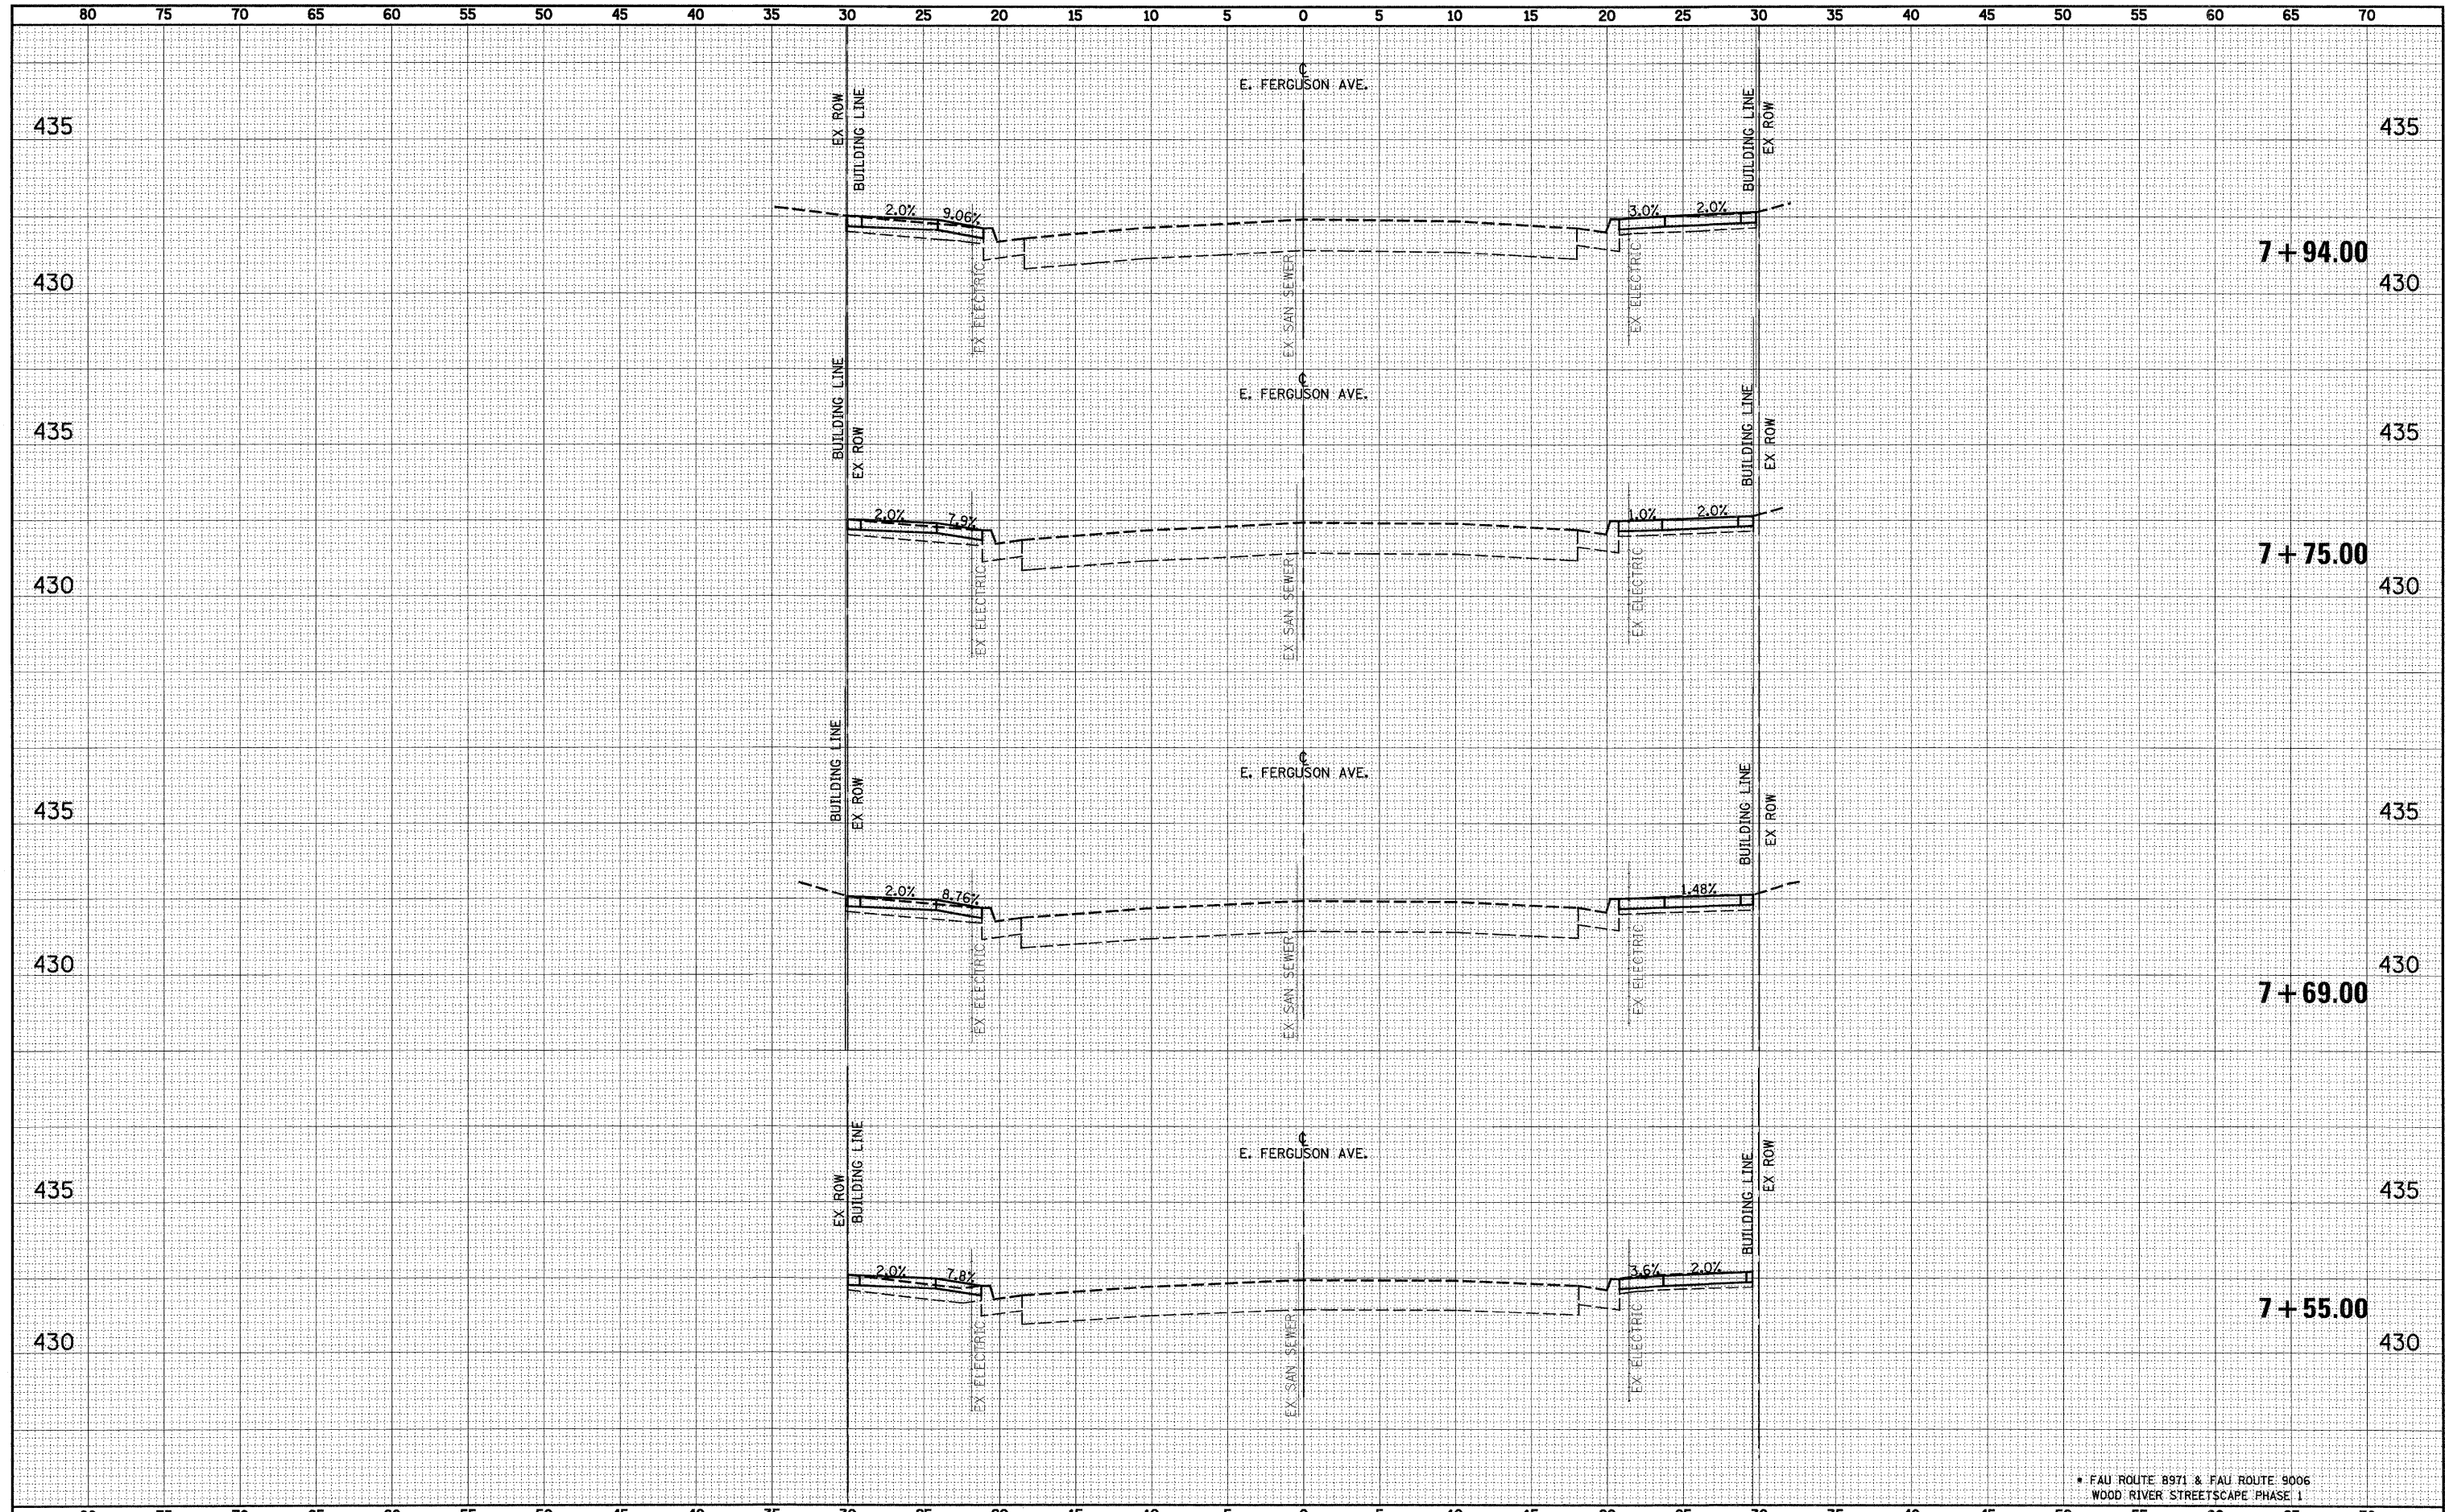 80 75 70 65 60 55 50 45 40 35 30 25 20 15 10 5 0 5 10 15 20 25 30 35 40 45 50 55 60 65 70
℄
E. FERGUSON AVE.
EX ROW
BUILDING LINE
BUILDING LINE
EX ROW
435
435
2.0%
9.06%
3.0%
2.0%
7+94.00
430
430
EX ELECTRIC
EX SAN SEWER
EX ELECTRIC
℄
E. FERGUSON AVE.
BUILDING LINE
EX ROW
BUILDING LINE
EX ROW
435
435
2.0%
7.9%
1.0%
2.0%
7+75.00
430
430
EX ELECTRIC
EX SAN SEWER
EX ELECTRIC
℄
E. FERGUSON AVE.
BUILDING LINE
EX ROW
BUILDING LINE
EX ROW
435
435
2.0%
8.76%
1.48%
430
430
7+69.00
EX ELECTRIC
EX SAN SEWER
EX ELECTRIC
℄
E. FERGUSON AVE.
EX ROW
BUILDING LINE
BUILDING LINE
EX ROW
435
435
2.0%
7.8%
3.6%
2.0%
7+55.00
430
430
EX ELECTRIC
EX SAN SEWER
EX ELECTRIC
* FAU ROUTE 8971 & FAU ROUTE 9006
WOOD RIVER STREETSCAPE PHASE 1